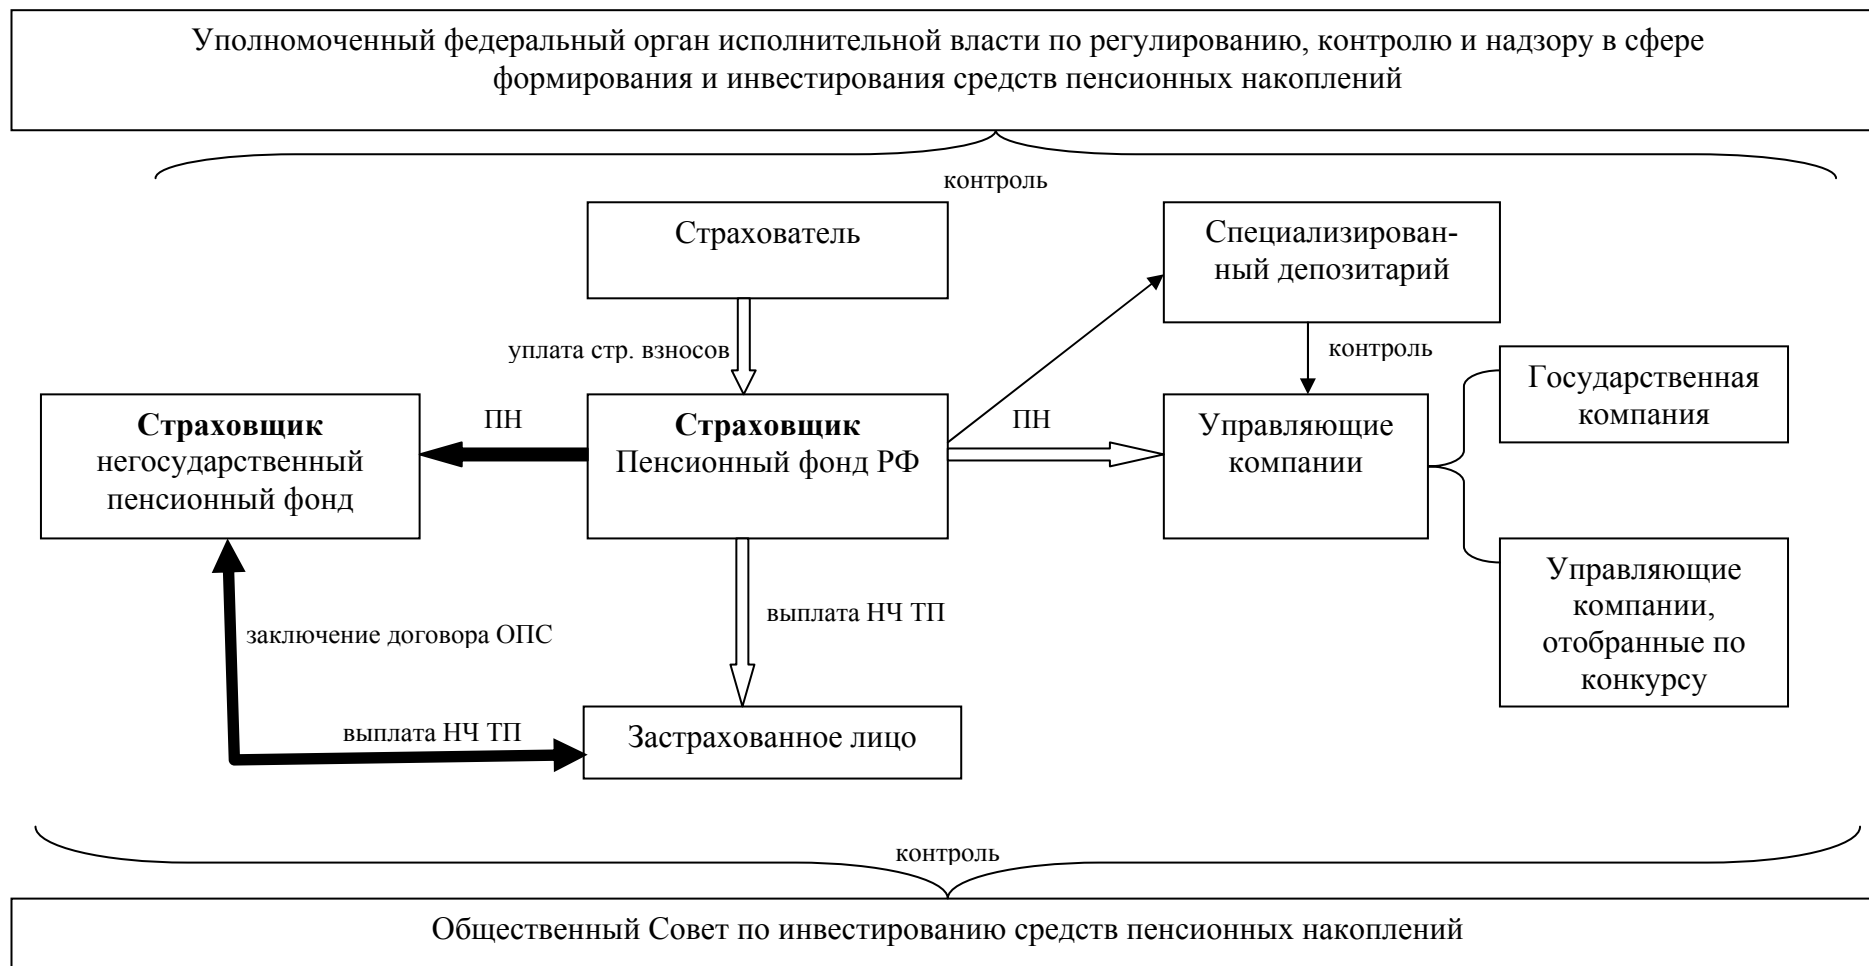 Уполномоченный федеральный орган исполнительной власти по регулированию, контролю и надзору в сфере
формирования и инвестирования средств пенсионных накоплений
контроль
Страхователь
Специализирован-
ный депозитарий
уплата стр. взносов
контроль
Государственная
компания
Страховщик
негосударственный
пенсионный фонд
ПН
Страховщик
Пенсионный фонд РФ
ПН
Управляющие
компании
Управляющие
компании,
отобранные по
конкурсу
выплата НЧ ТП
заключение договора ОПС
выплата НЧ ТП
Застрахованное лицо
контроль
Общественный Совет по инвестированию средств пенсионных накоплений